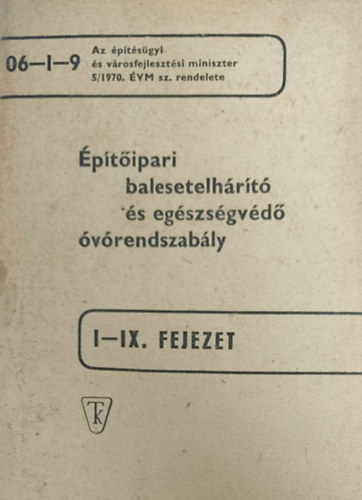 06-I-9
Az építésügyi
és városfejlesztési miniszter
5/1970. ÉVM sz. rendelete
Építőipari
balesetelhárító
és egészségvédő
óvórendszabály
I-IX. FEJEZET
TK